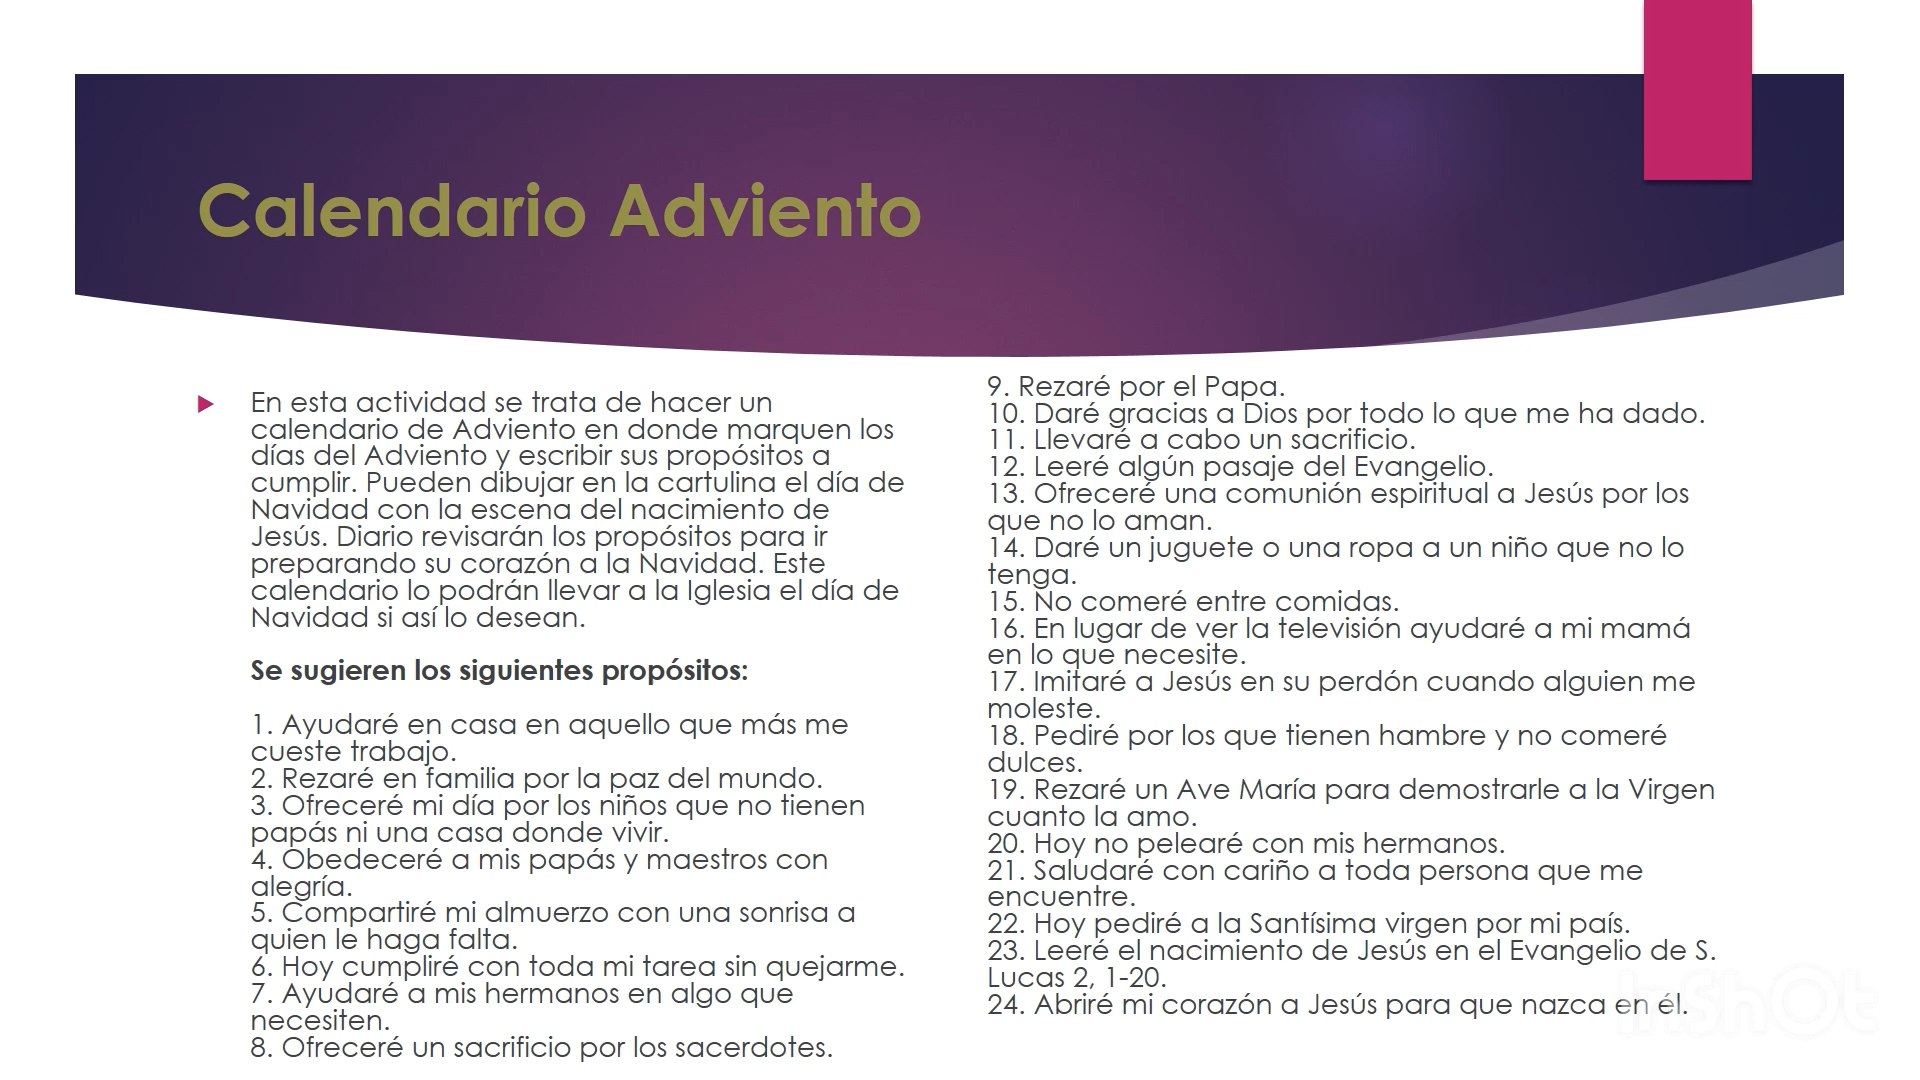 Calendario Adviento
En esta actividad se trata de hacer un
calendario de Adviento en donde marquen los
días del Adviento y escribir sus propósitos a
cumplir. Pueden dibujar en la cartulina el día de
Navidad con la escena del nacimiento de
Jesús. Diario revisarán los propósitos para ir
preparando su corazón a la Navidad. Este
calendario lo podrán llevar a la Iglesia el día de
Navidad si así lo desean.
Se sugieren los siguientes propósitos:
1. Ayudaré en casa en aquello que más me
cueste trabajo.
2. Rezaré en familia por la paz del mundo.
3. Ofreceré mi día por los niños que no tienen
papás ni una casa donde vivir.
4. Obedeceré a mis papás y maestros con
alegría.
5. Compartiré mi almuerzo con una sonrisa a
quien le haga falta.
6. Hoy cumpliré con toda mi tarea sin quejarme.
7. Ayudaré a mis hermanos en algo que
necesiten.
8. Ofreceré un sacrificio por los sacerdotes.
9. Rezaré por el Papa.
10. Daré gracias a Dios por todo lo que me ha dado.
11. Llevaré a cabo un sacrificio.
12. Leeré algún pasaje del Evangelio.
13. Ofreceré una comunión espiritual a Jesús por los
que no lo aman.
14. Daré un juguete o una ropa a un niño que no lo
tenga.
15. No comeré entre comidas.
16. En lugar de ver la televisión ayudaré a mi mamá
en lo que necesite.
17. Imitaré a Jesús en su perdón cuando alguien me
moleste.
18. Pediré por los que tienen hambre y no comeré
dulces.
19. Rezaré un Ave María para demostrarle a la Virgen
cuanto la amo.
20. Hoy no pelearé con mis hermanos.
21. Saludaré con cariño a toda persona que me
encuentre.
22. Hoy pediré a la Santísima virgen por mi país.
23. Leeré el nacimiento de Jesús en el Evangelio de S.
Lucas 2, 1-20.
24. Abriré mi corazón a Jesús para que nazca en él.
InShOt